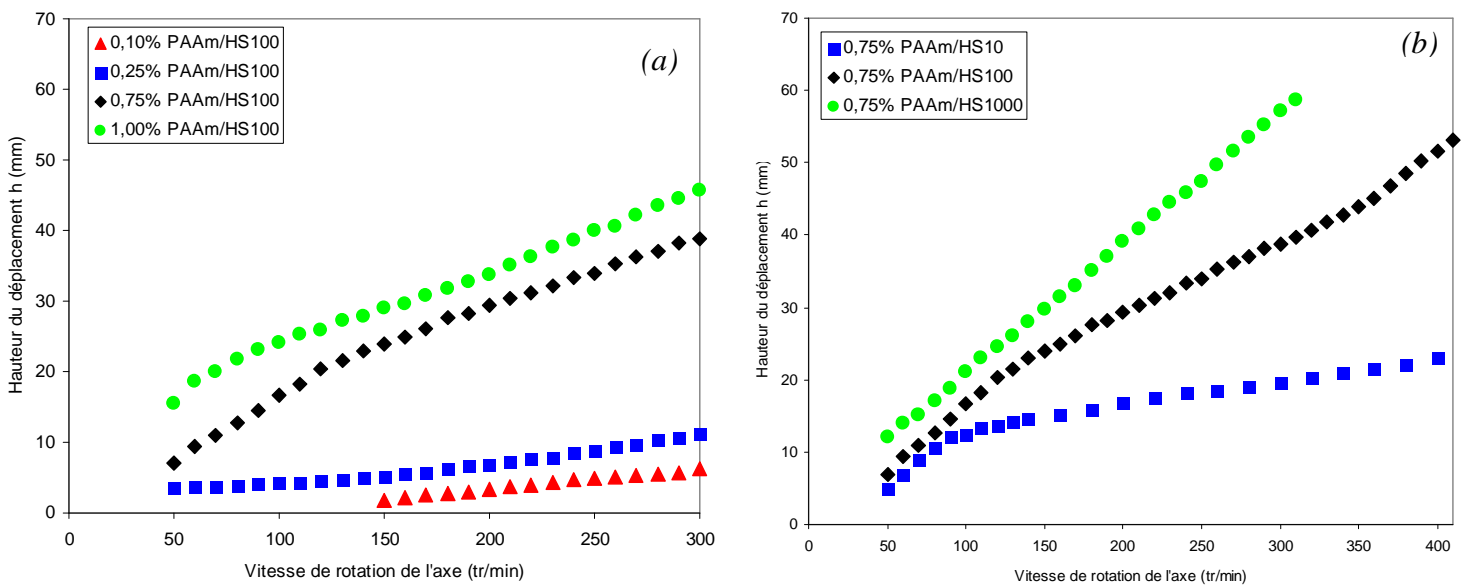 70
60
50
40
30
20
10
0
Hauteur du déplacement h (mm)
0,10% PAAm/HS100
0,25% PAAm/HS100
0,75% PAAm/HS100
1,00% PAAm/HS100
(a)
0 50 100 150 200 250 300
Vitesse de rotation de l'axe (tr/min)
70
60
50
40
30
20
10
0
Hauteur du déplacement h (mm)
0,75% PAAm/HS10
0,75% PAAm/HS100
0,75% PAAm/HS1000
(b)
0 50 100 150 200 250 300 350 400
Vitesse de rotation de l'axe (tr/min)